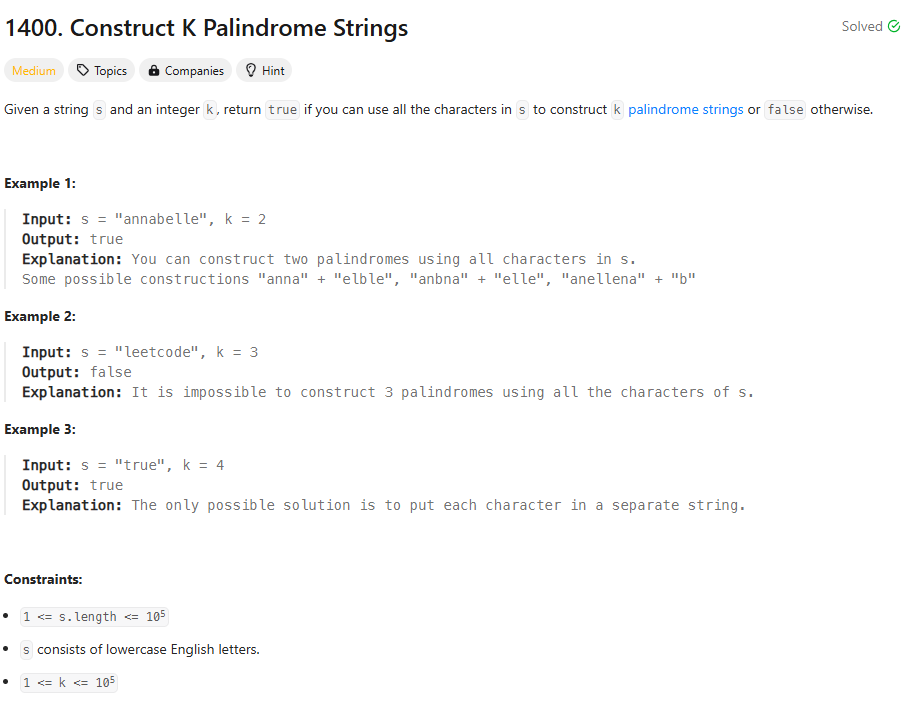 1400. Construct K Palindrome Strings
Solved
Medium Topics Companies Hint
Given a string s and an integer k, return true if you can use all the characters in s to construct k palindrome strings or false otherwise.
Example 1:
Input: s = "annabelle", k = 2
Output: true
Explanation: You can construct two palindromes using all characters in s.
Some possible constructions "anna" + "elble", "anbna" + "elle", "anellena" + "b"
Example 2:
Input: s = "leetcode", k = 3
Output: false
Explanation: It is impossible to construct 3 palindromes using all the characters of s.
Example 3:
Input: s = "true", k = 4
Output: true
Explanation: The only possible solution is to put each character in a separate string.
Constraints:
• 1 <= s.length <= 10⁵
• s consists of lowercase English letters.
• 1 <= k <= 10⁵